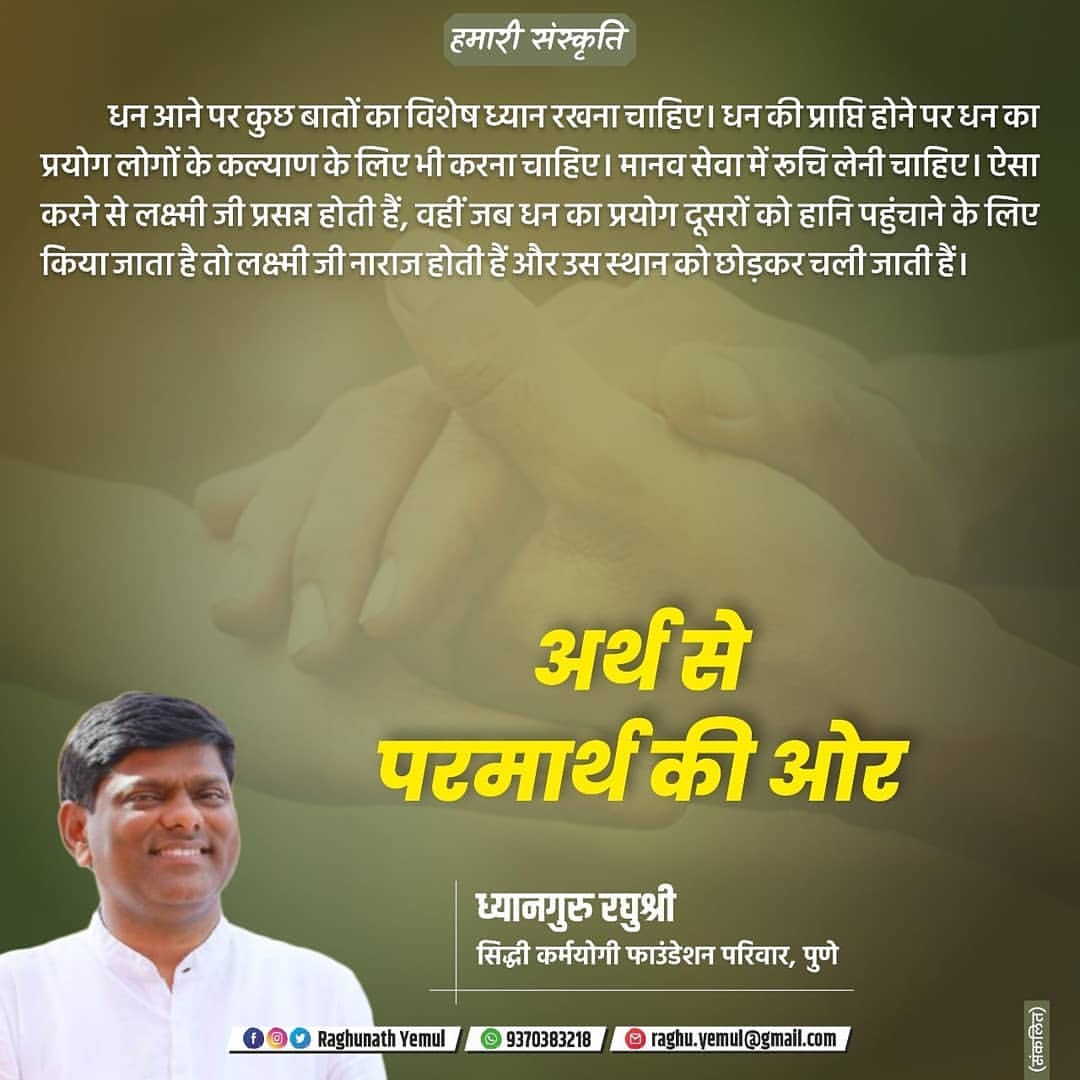 हमारी संस्कृति
धन आने पर कुछ बातों का विशेष ध्यान रखना चाहिए। धन की प्राप्ति होने पर धन का
प्रयोग लोगों के कल्याण के लिए भी करना चाहिए। मानव सेवा में रूचि लेनी चाहिए। ऐसा
करने से लक्ष्मी जी प्रसन्न होती हैं, वहीं जब धन का प्रयोग दूसरों को हानि पहुंचाने के लिए
किया जाता है तो लक्ष्मी जी नाराज होती हैं और उस स्थान को छोड़कर चली जाती हैं।
अर्थ से
परमार्थ की ओर
ध्यानगुरु रघुश्री
सिद्धी कर्मयोगी फाउंडेशन परिवार, पुणे
Raghunath Yemul 9370383218 raghu.yemul@gmail.com
(संकलित)